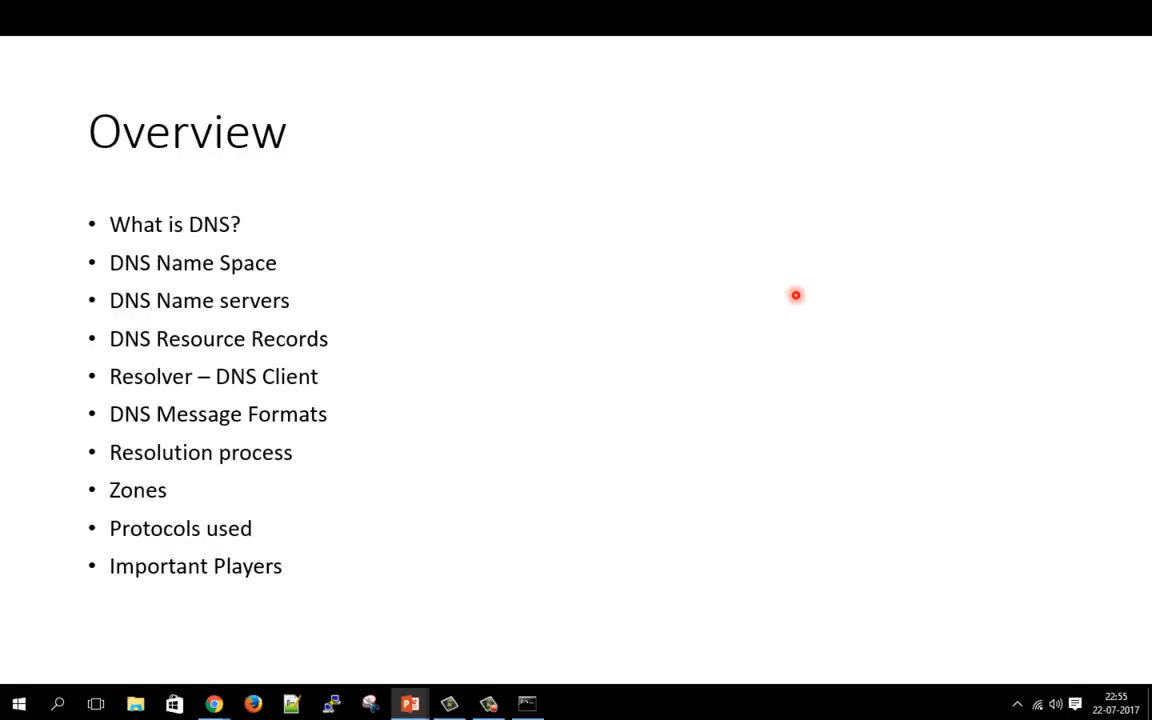 Overview
• What is DNS?
• DNS Name Space
• DNS Name servers
• DNS Resource Records
• Resolver – DNS Client
• DNS Message Formats
• Resolution process
• Zones
• Protocols used
• Important Players
22:55
22-07-2017